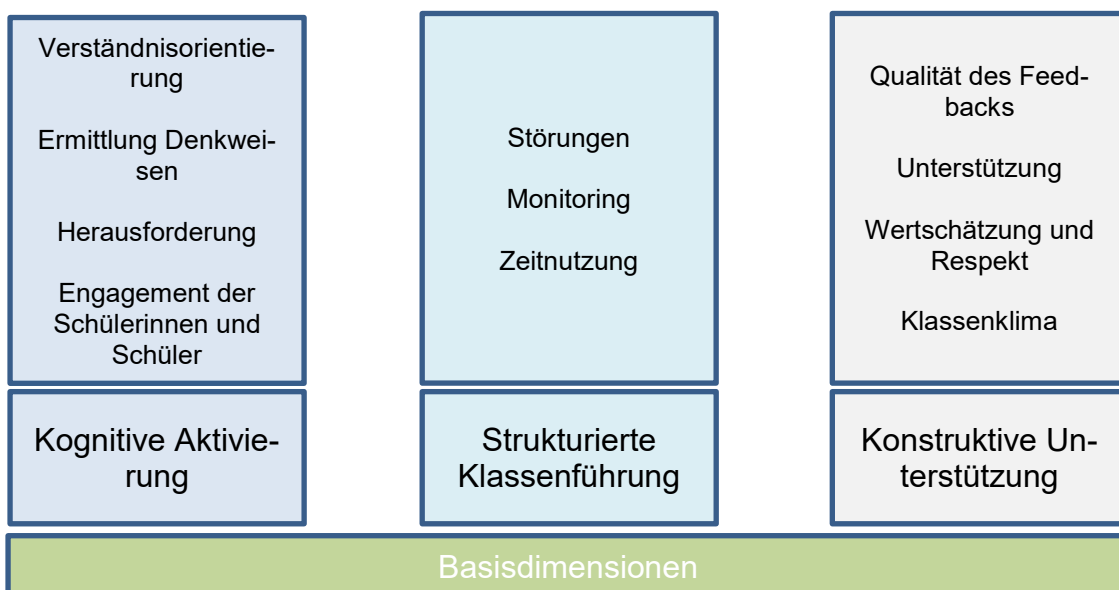 Verständnisorientie-
rung
Ermittlung Denkwei-
sen
Herausforderung
Engagement der
Schülerinnen und
Schüler
Kognitive Aktivie-
rung
Störungen
Monitoring
Zeitnutzung
Strukturierte
Klassenführung
Qualität des Feed-
backs
Unterstützung
Wertschätzung und
Respekt
Klassenklima
Konstruktive Un-
terstützung
Basisdimensionen